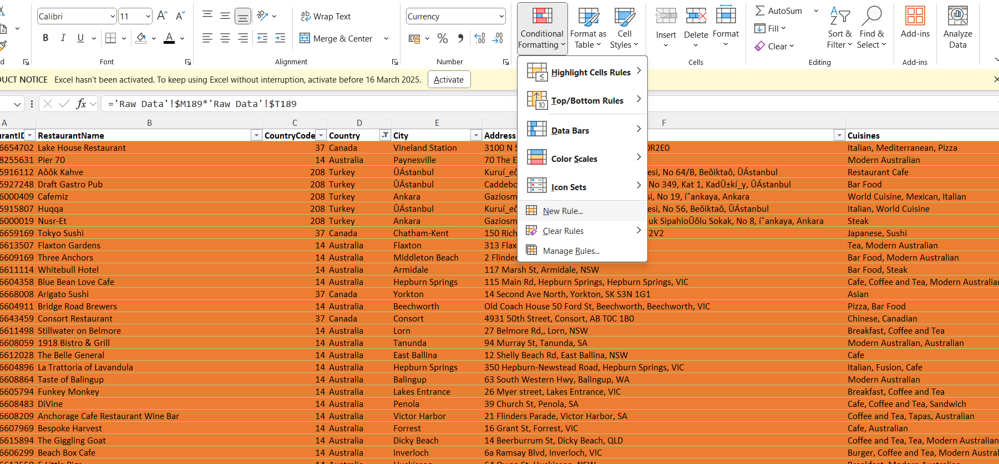 Calibri 11 A^ A˅ ab Wrap Text Currency Conditional Formatting Format as Table Cell Styles Insert Delete Format AutoSum Fill Clear Sort & Filter Find & Select Add-ins Analyze Data
B I U A Merge & Center % 9 .00 .00
d Font Alignment Number Cells Editing Add-ins
DUCT NOTICE Excel hasn't been activated. To keep using Excel without interruption, activate before 16 March 2025. Activate
fx ='Raw Data'!$M189*'Raw Data'!$T189
Highlight Cells Rules
Top/Bottom Rules
Data Bars
Color Scales
Icon Sets
New Rule...
Clear Rules
Manage Rules...
A B C D E F
urantID RestaurantName CountryCode Country City Address Cuisines
6654702 Lake House Restaurant 37 Canada Vineland Station 3100 N S 0R2E0 Italian, Mediterranean, Pizza
8255631 Pier 70 14 Australia Paynesville 70 The E Modern Australian
5916112 Aôôk Kahve 208 Turkey ÛÁstanbul Kuruí_eô esi, No 64/B, Beôiktaô, ÛÁstanbul Restaurant Cafe
5927248 Draft Gastro Pub 208 Turkey ÛÁstanbul Caddebo No 349, Kat 1, KadÛ±kí_y, ÛÁstanbul Bar Food
6000409 Cafemiz 208 Turkey Ankara Gaziosm si, No 19, íˆankaya, Ankara World Cuisine, Mexican, Italian
5915807 Huqqa 208 Turkey ÛÁstanbul Kuruí_eô esi, No 56, Beôiktaô, ÛÁstanbul Italian, World Cuisine
6000019 Nusr-Et 208 Turkey Ankara Gaziosm uk SipahioÛôlu Sokak, No 8, íˆankaya, Ankara Steak
6659169 Tokyo Sushi 37 Canada Chatham-Kent 150 Rich 2V2 Japanese, Sushi
6613507 Flaxton Gardens 14 Australia Flaxton 313 Flax Tea, Modern Australian
6609169 Three Anchors 14 Australia Middleton Beach 2 Flinder Bar Food, Modern Australian
6611114 Whitebull Hotel 14 Australia Armidale 117 Marsh St, Armidale, NSW Bar Food, Steak
6604358 Blue Bean Love Cafe 14 Australia Hepburn Springs 115 Main Rd, Hepburn Springs, Hepburn Springs, VIC Cafe, Coffee and Tea, Modern Australian
6668008 Arigato Sushi 37 Canada Yorkton 14 Second Ave North, Yorkton, SK S3N 1G1 Asian
6604911 Bridge Road Brewers 14 Australia Beechworth Old Coach House 50 Ford St, Beechworth, Beechworth, VIC Pizza, Bar Food
6643459 Consort Restaurant 37 Canada Consort 4931 50th Street, Consort, AB T0C 1B0 Chinese, Canadian
6611498 Stillwater on Belmore 14 Australia Lorn 27 Belmore Rd,, Lorn, NSW Breakfast, Coffee and Tea
6608059 1918 Bistro & Grill 14 Australia Tanunda 94 Murray St, Tanunda, SA Modern Australian, Australian
6612028 The Belle General 14 Australia East Ballina 12 Shelly Beach Rd, East Ballina, NSW Cafe
6604896 La Trattoria of Lavandula 14 Australia Hepburn Springs 350 Hepburn-Newstead Road, Hepburn Springs, VIC Italian, Fusion, Cafe
6608864 Taste of Balingup 14 Australia Balingup 63 South Western Hwy, Balingup, WA Modern Australian
6605794 Funkey Monkey 14 Australia Lakes Entrance 26 Myer street, Lakes Entrance, VIC Breakfast, Coffee and Tea
6608483 DiVine 14 Australia Penola 39 Church St, Penola, SA Cafe, Coffee and Tea, Sandwich
6608209 Anchorage Cafe Restaurant Wine Bar 14 Australia Victor Harbor 21 Flinders Parade, Victor Harbor, SA Coffee and Tea, Tapas, Australian
6607969 Bespoke Harvest 14 Australia Forrest 16 Grant St, Forrest, VIC Cafe, Australian
6615894 The Giggling Goat 14 Australia Dicky Beach 14 Beerburrum St, Dicky Beach, QLD Coffee and Tea, Tea, Modern Australian
6606299 Beach Box Cafe 14 Australia Inverloch 6a Ramsay Blvd, Inverloch, VIC Burger, Coffee and Tea, Modern Austral